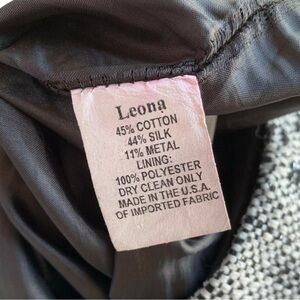 Leona
45% COTTON
44% SILK
11% METAL
LINING:
100% POLYESTER
DRY CLEAN ONLY
MADE IN THE U.S.A.
OF IMPORTED FABRIC